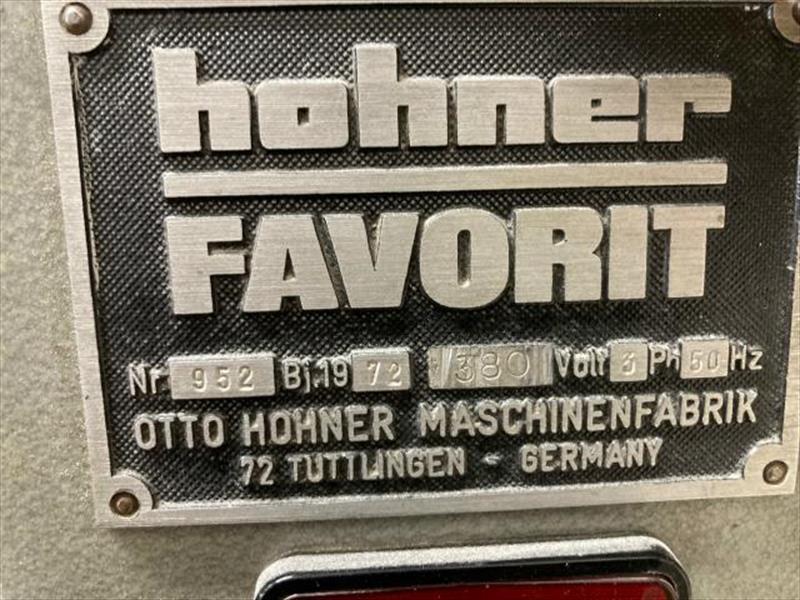 hohner
FAVORIT
Nr. 952 Bj.19 72 380 Volt 3 Ph 50 Hz
OTTO HOHNER MASCHINENFABRIK
72 TUTTLINGEN - GERMANY